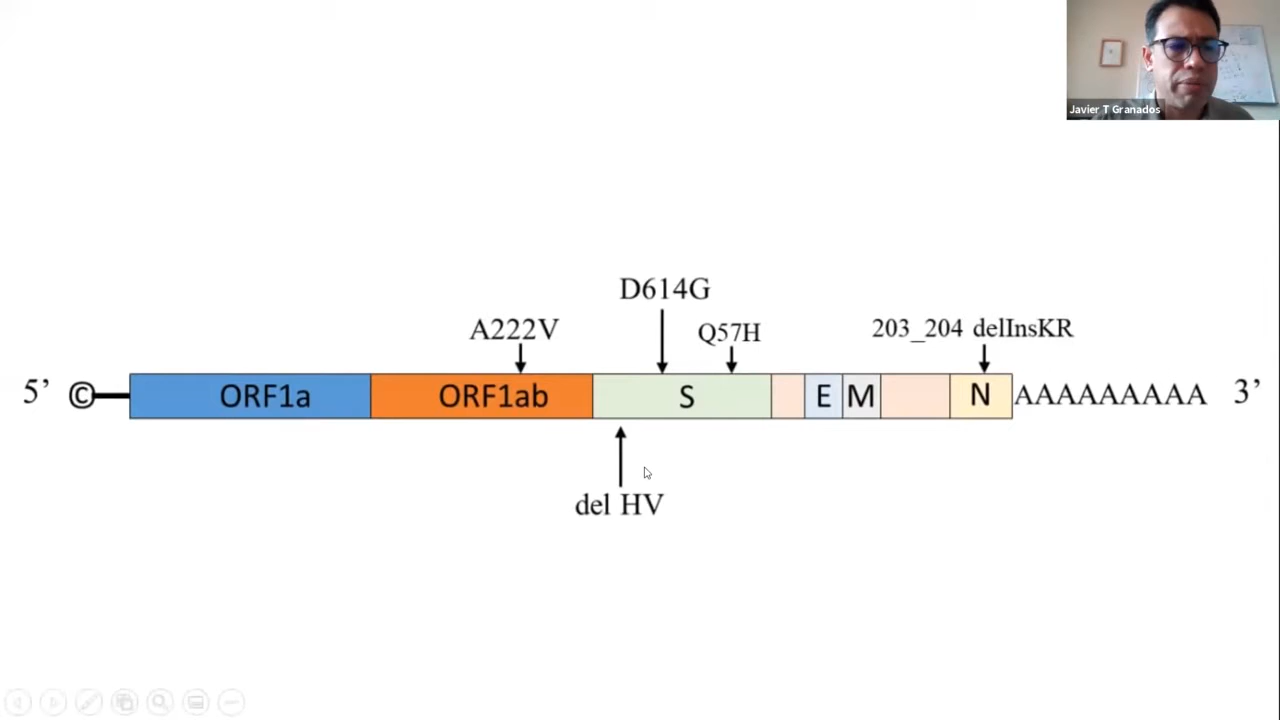 Javier T Granados
D614G
A222V
Q57H
203_204 delInsKR
5’ © ORF1a ORF1ab S E M N AAAAAAAAA 3’
del HV